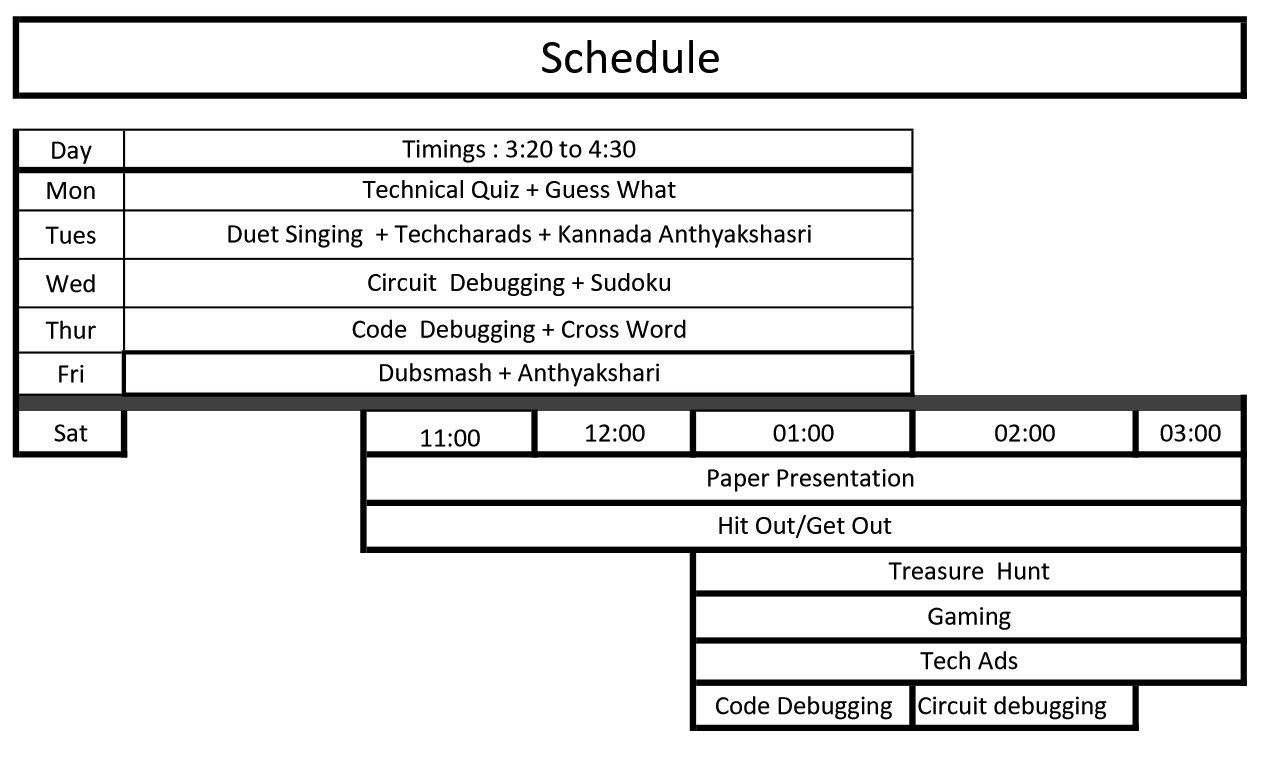 Schedule
Day Timings : 3:20 to 4:30
Mon Technical Quiz + Guess What
Tues Duet Singing + Techcharads + Kannada Anthyakshasri
Wed Circuit Debugging + Sudoku
Thur Code Debugging + Cross Word
Fri Dubsmash + Anthyakshari
Sat 11:00 12:00 01:00 02:00 03:00
Paper Presentation
Hit Out/Get Out
Treasure Hunt
Gaming
Tech Ads
Code Debugging Circuit debugging